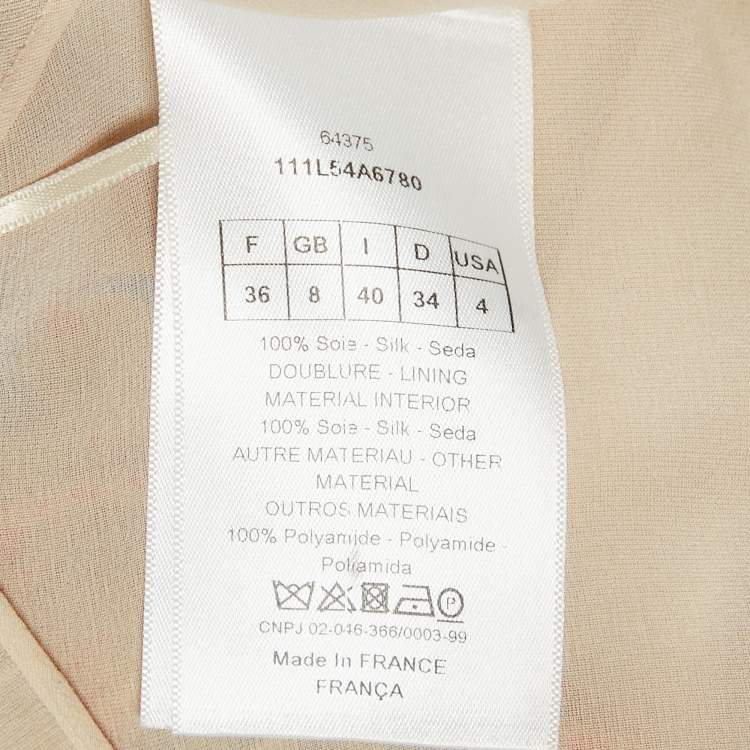 64375
111L54A6780
F GB I D USA
36 8 40 34 4
100% Soie - Silk - Seda
DOUBLURE - LINING
MATERIAL INTERIOR
100% Soie - Silk - Seda
AUTRE MATERIAU - OTHER
MATERIAL
OUTROS MATERIAIS
100% Polyamide - Polyamide -
Poliamida
P
CNPJ 02-046-366/0003-99
Made In FRANCE
FRANÇA